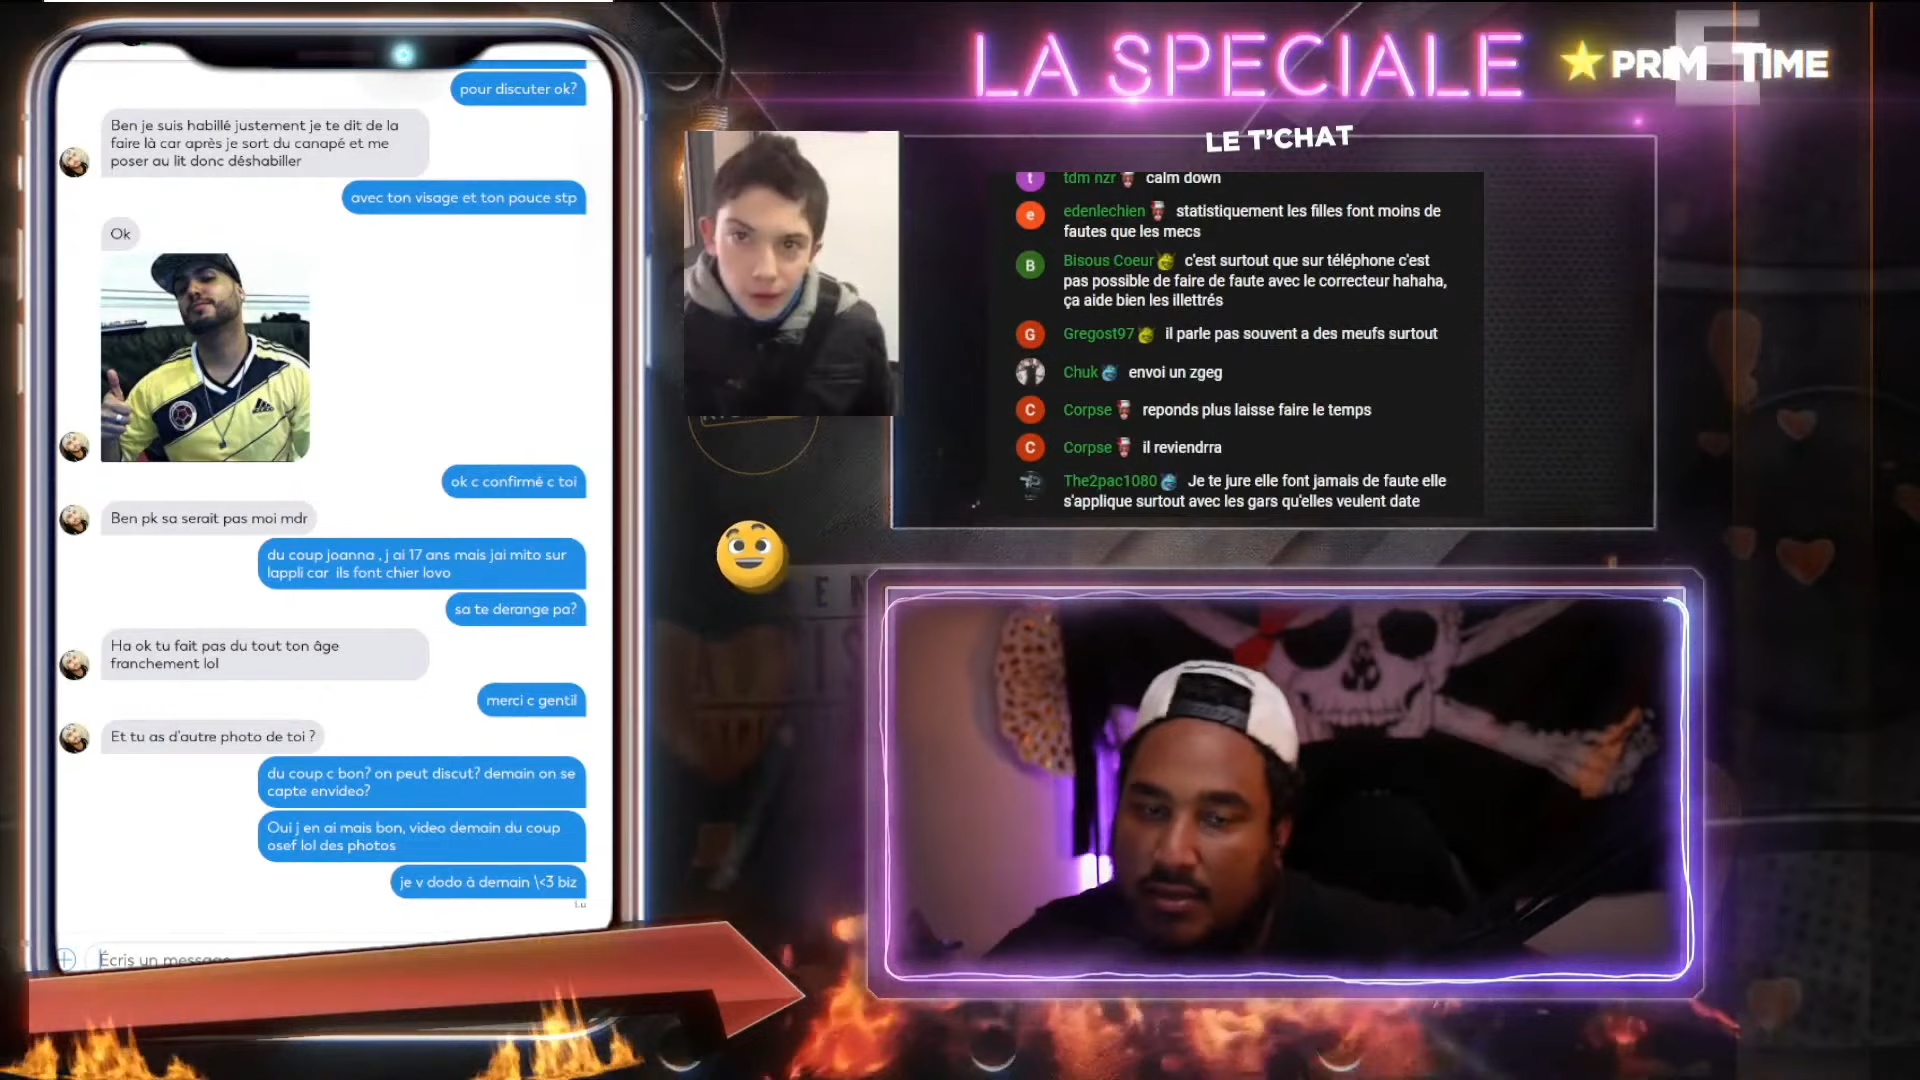 pour discuter ok?
Ben je suis habillé justement je te dit de la
faire là car après je sort du canapé et me
poser au lit donc déshabiller
avec ton visage et ton pouce stp
Ok
ok c confirmé c toi
Ben pk sa serait pas moi mdr
du coup joanna , j ai 17 ans mais jai mito sur
lappli car ils font chier lovo
sa te derange pa?
Ha ok tu fait pas du tout ton âge
franchement lol
merci c gentil
Et tu as d'autre photo de toi ?
du coup c bon? on peut discut? demain on se
capte envideo?
Oui j en ai mais bon, video demain du coup
osef lol des photos
je v dodo à demain \<3 biz
Lu
Écris un message
LA SPECIALE
PRIME TIME
LE T'CHAT
t
tdm nzr calm down
e
edenlechien statistiquement les filles font moins de
fautes que les mecs
B
Bisous Coeur c'est surtout que sur téléphone c'est
pas possible de faire de faute avec le correcteur hahaha,
ça aide bien les illettrés
G
Gregost97 il parle pas souvent a des meufs surtout
Chuk envoi un zgeg
C
Corpse reponds plus laisse faire le temps
C
Corpse il reviendrra
The2pac1080 Je te jure elle font jamais de faute elle
s'applique surtout avec les gars qu'elles veulent date